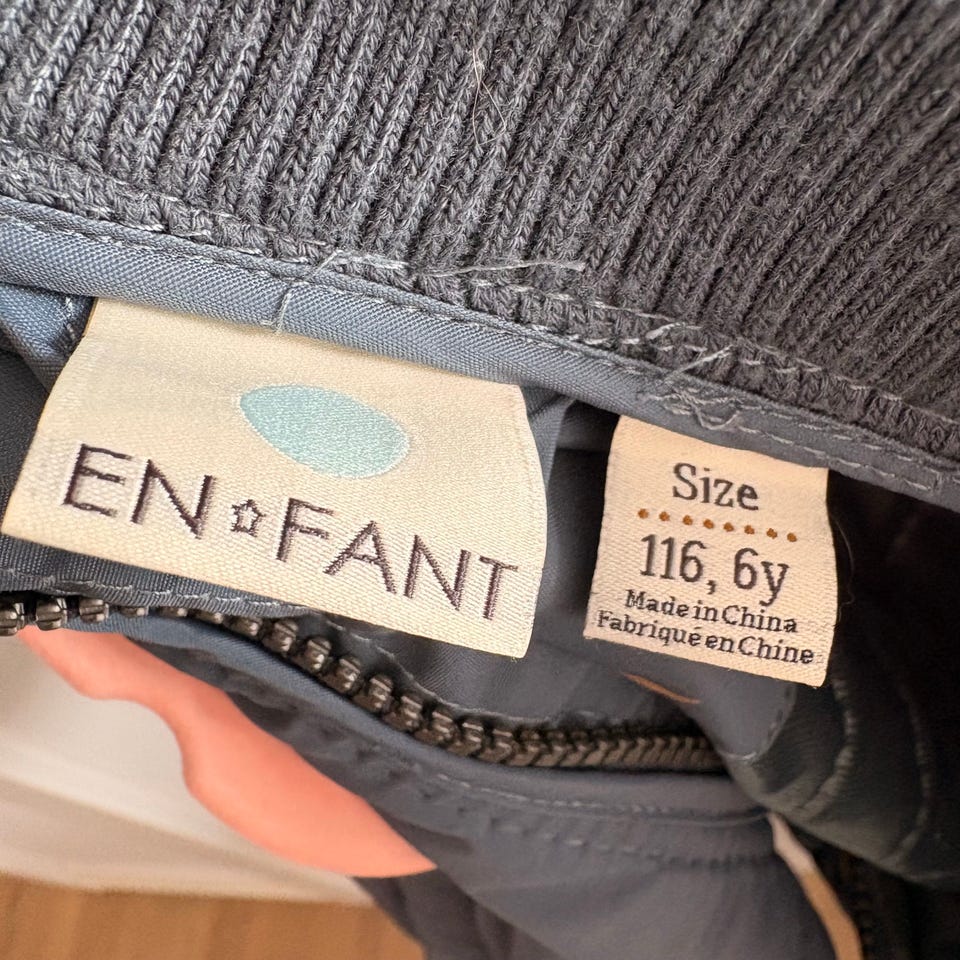 EN☆FANT
Size
116, 6y
Made in China
Fabriqué en Chine